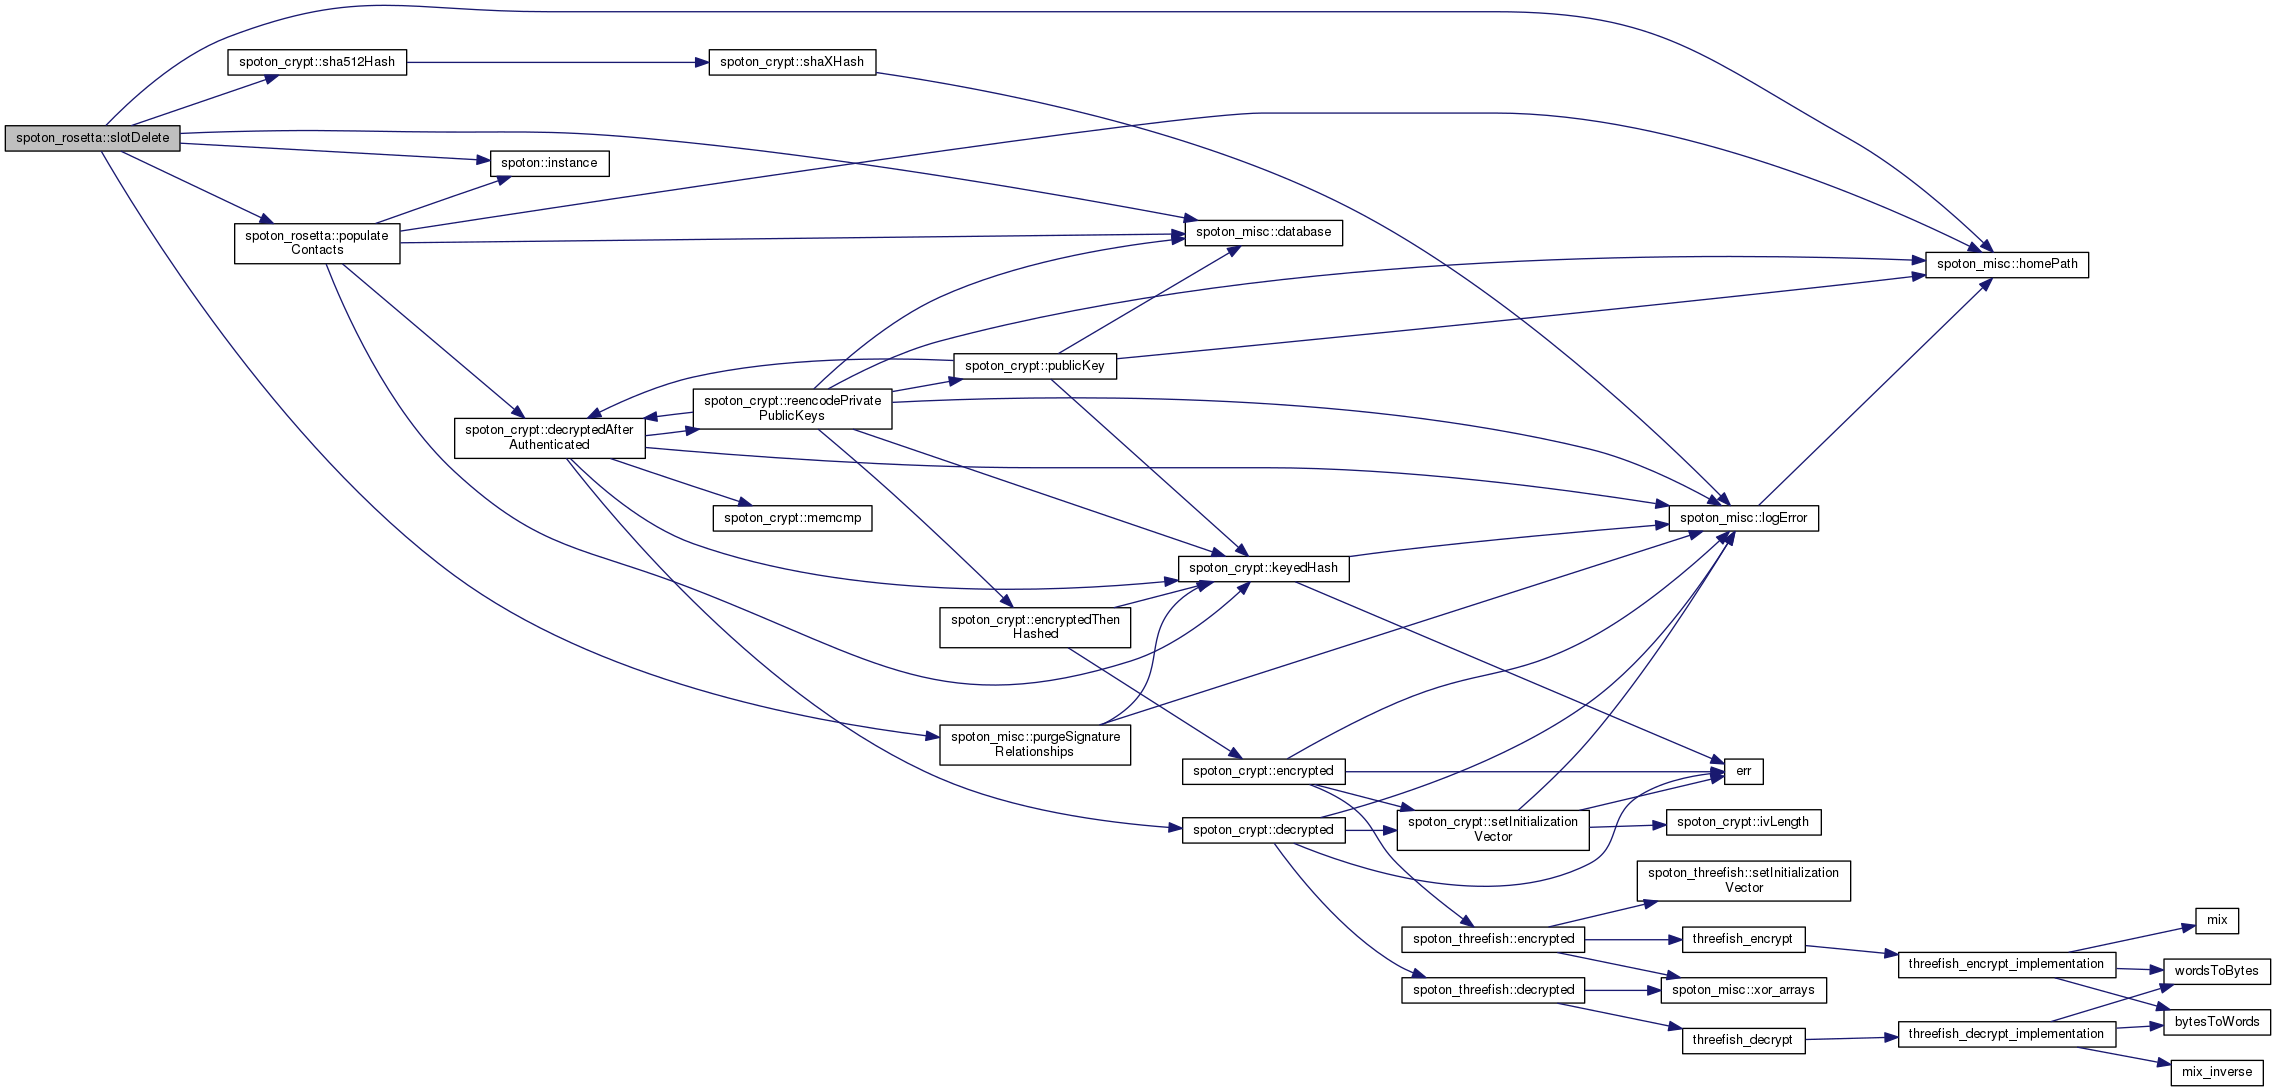 spoton_rosetta::slotDelete
spoton_crypt::sha512Hash
spoton_crypt::shaXHash
spoton::instance
spoton_rosetta::populate
Contacts
spoton_misc::database
spoton_misc::homePath
spoton_crypt::publicKey
spoton_crypt::reencodePrivate
PublicKeys
spoton_crypt::decryptedAfter
Authenticated
spoton_crypt::memcmp
spoton_misc::logError
spoton_crypt::keyedHash
spoton_crypt::encryptedThen
Hashed
spoton_misc::purgeSignature
Relationships
spoton_crypt::encrypted
err
spoton_crypt::decrypted
spoton_crypt::setInitialization
Vector
spoton_crypt::ivLength
spoton_threefish::setInitialization
Vector
spoton_threefish::encrypted
threefish_encrypt
threefish_encrypt_implementation
mix
wordsToBytes
spoton_threefish::decrypted
spoton_misc::xor_arrays
bytesToWords
threefish_decrypt
threefish_decrypt_implementation
mix_inverse